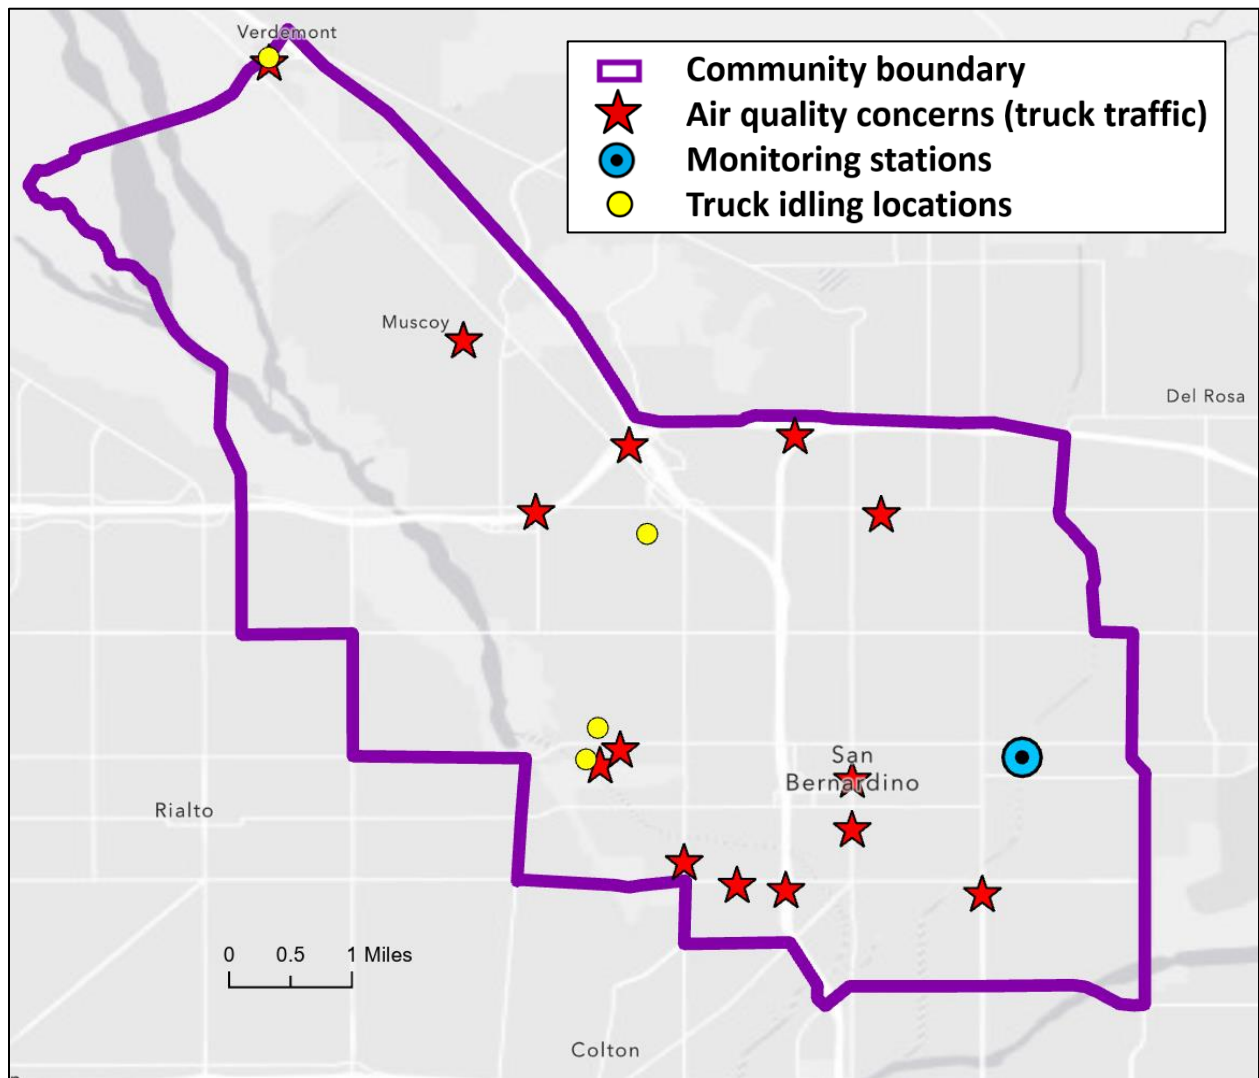 Verdemont
Community boundary
Air quality concerns (truck traffic)
Monitoring stations
Truck idling locations
Muscoy
Del Rosa
San
Bernardino
Rialto
0 0.5 1 Miles
Colton